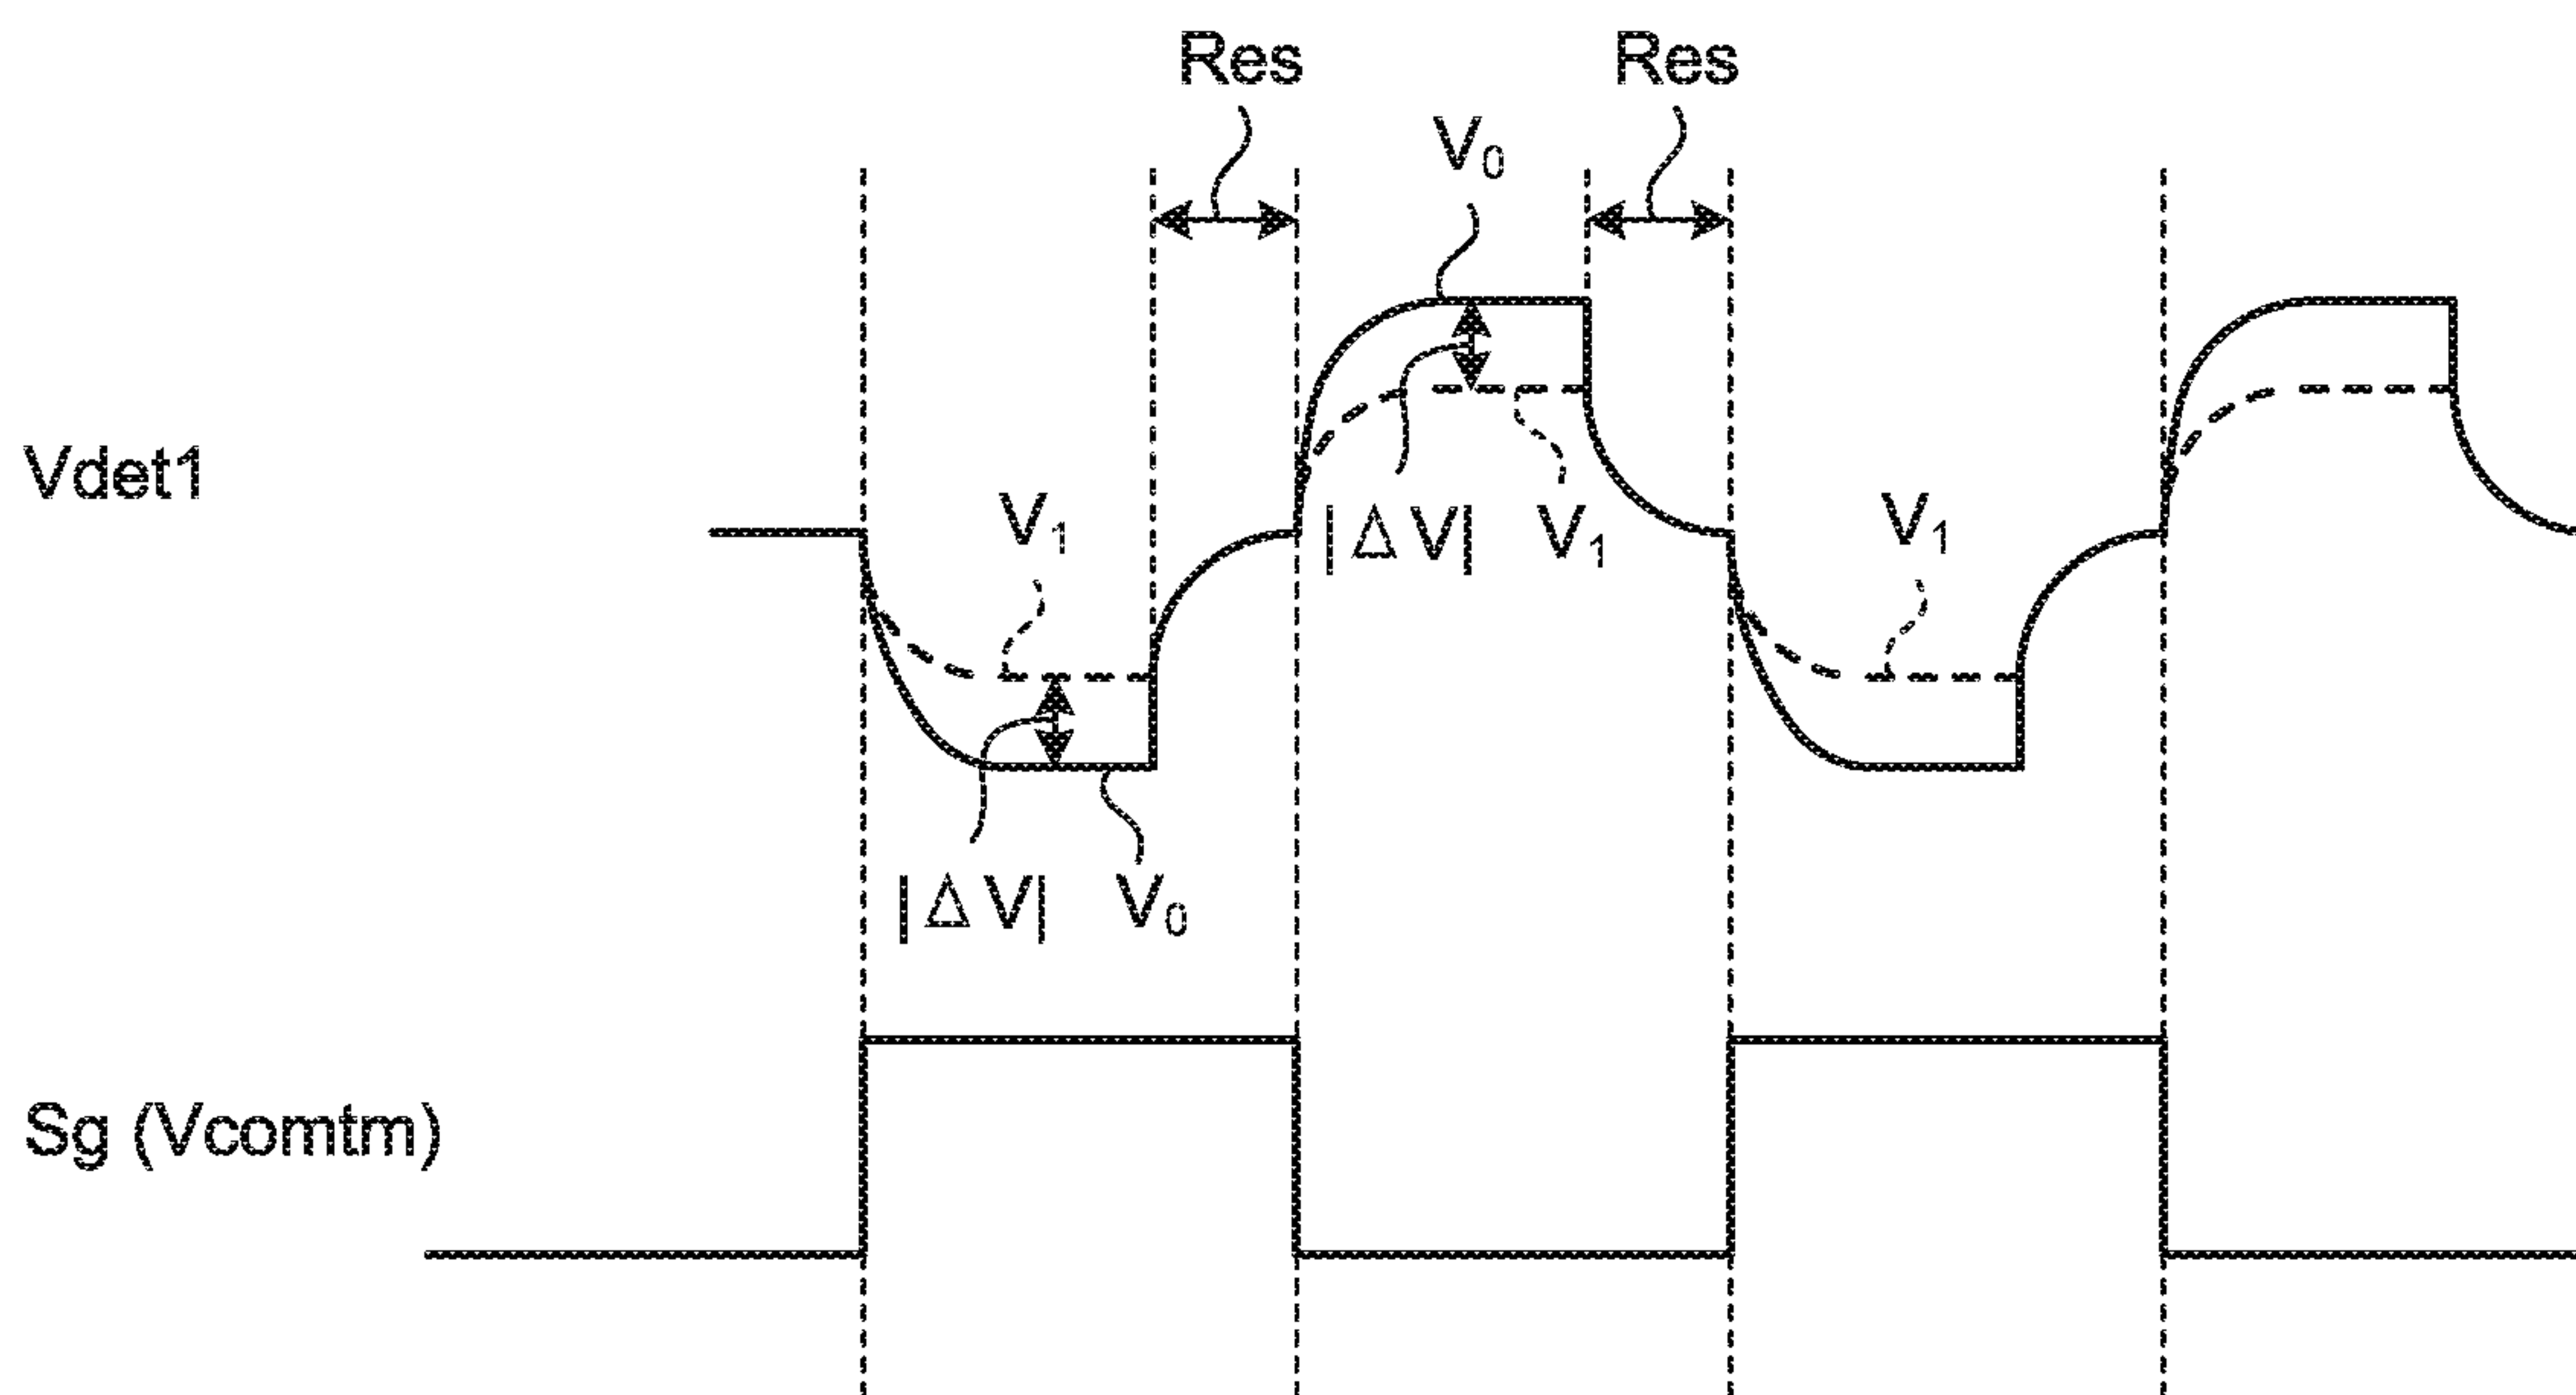 Res
Res
V₀
Vdet1
V₁
|ΔV|
V₁
V₁
|ΔV|
V₀
Sg (Vcomtm)